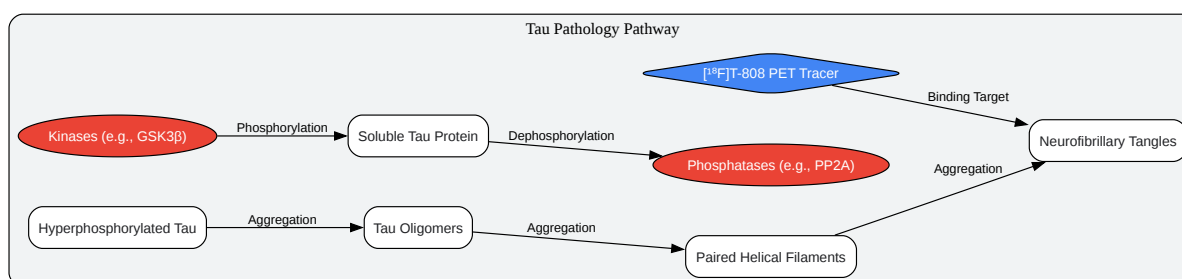 Tau Pathology Pathway
[¹⁸F]T-808 PET Tracer
Binding Target
Kinases (e.g., GSK3β)
Phosphorylation
Soluble Tau Protein
Dephosphorylation
Phosphatases (e.g., PP2A)
Neurofibrillary Tangles
Aggregation
Hyperphosphorylated Tau
Aggregation
Tau Oligomers
Aggregation
Paired Helical Filaments